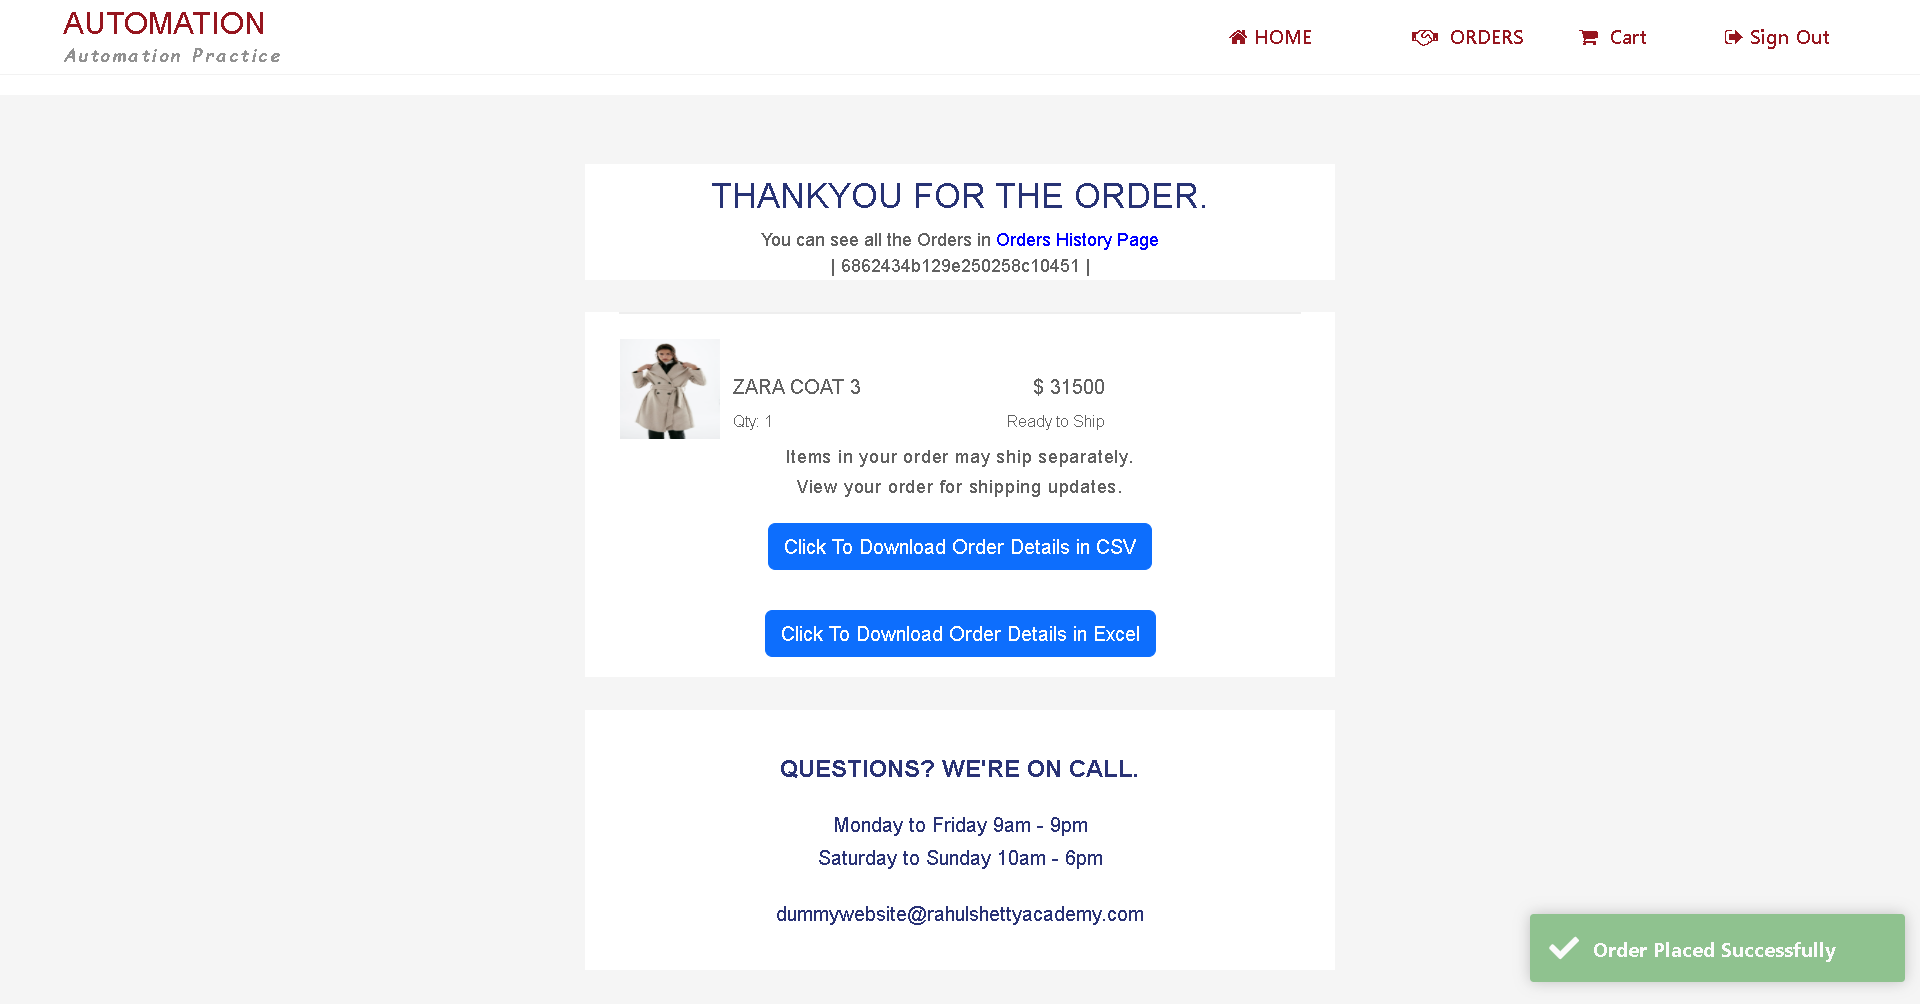 AUTOMATION
Automation Practice
HOME
ORDERS
Cart
Sign Out
THANKYOU FOR THE ORDER.
You can see all the Orders in Orders History Page
| 6862434b129e250258c10451 |
ZARA COAT 3
$ 31500
Qty: 1
Ready to Ship
Items in your order may ship separately.
View your order for shipping updates.
Click To Download Order Details in CSV
Click To Download Order Details in Excel
QUESTIONS? WE'RE ON CALL.
Monday to Friday 9am - 9pm
Saturday to Sunday 10am - 6pm
dummywebsite@rahulshettyacademy.com
Order Placed Successfully